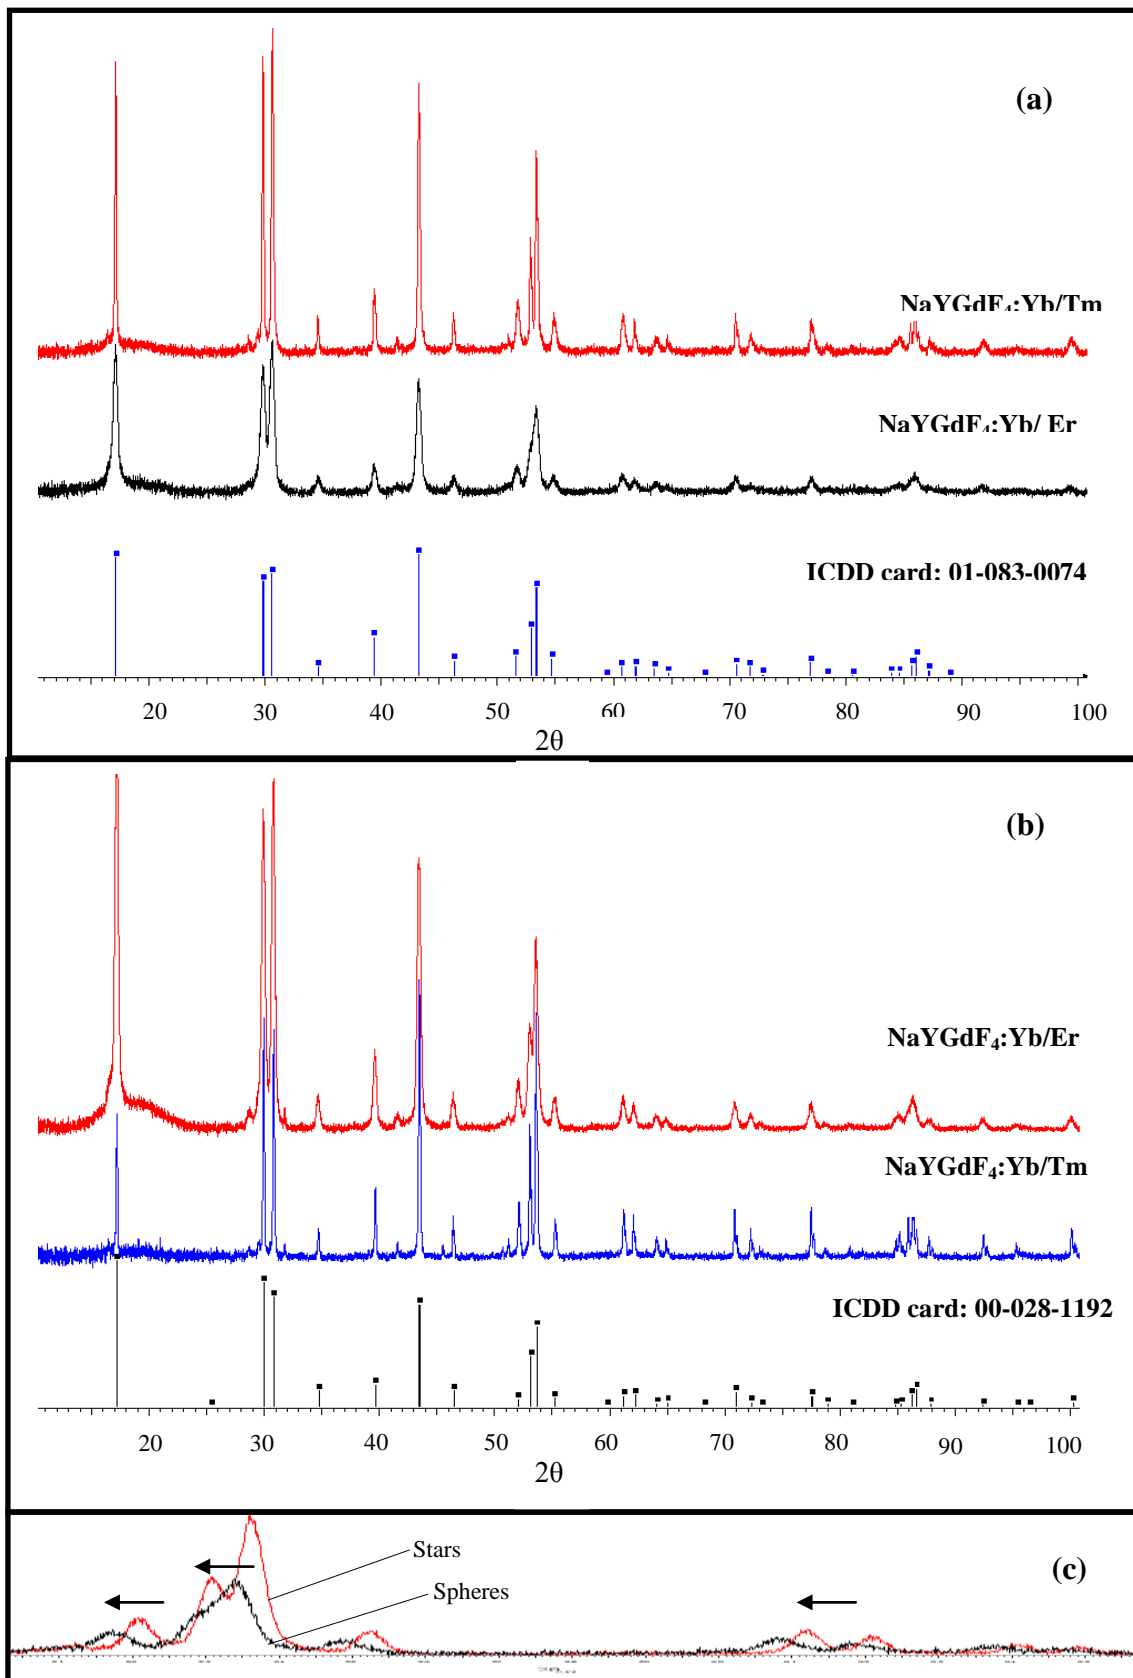 (a)
NaYGdF4:Yb/Tm
NaYGdF4:Yb/ Er
ICDD card: 01-083-0074
20 30 40 50 60 70 80 90 100
2θ
(b)
NaYGdF4:Yb/Er
NaYGdF4:Yb/Tm
ICDD card: 00-028-1192
20 30 40 50 60 70 80 90 100
2θ
(c)
Stars
Spheres